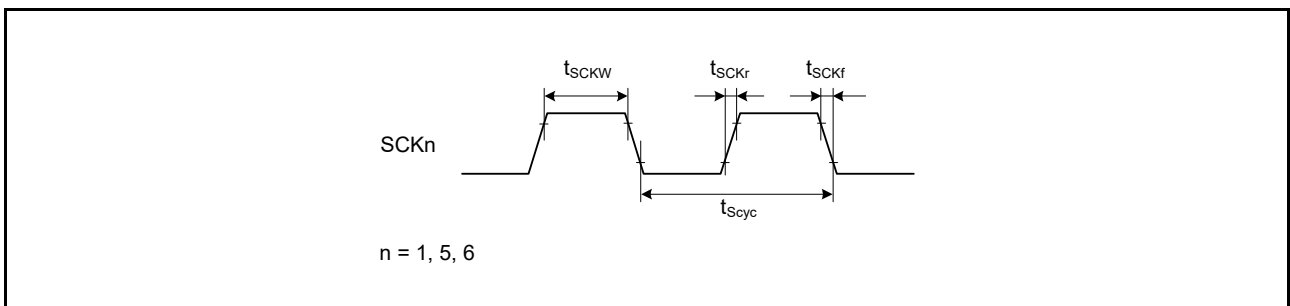 tSCKW tSCKr tSCKf
SCKn
tScyc
n = 1, 5, 6